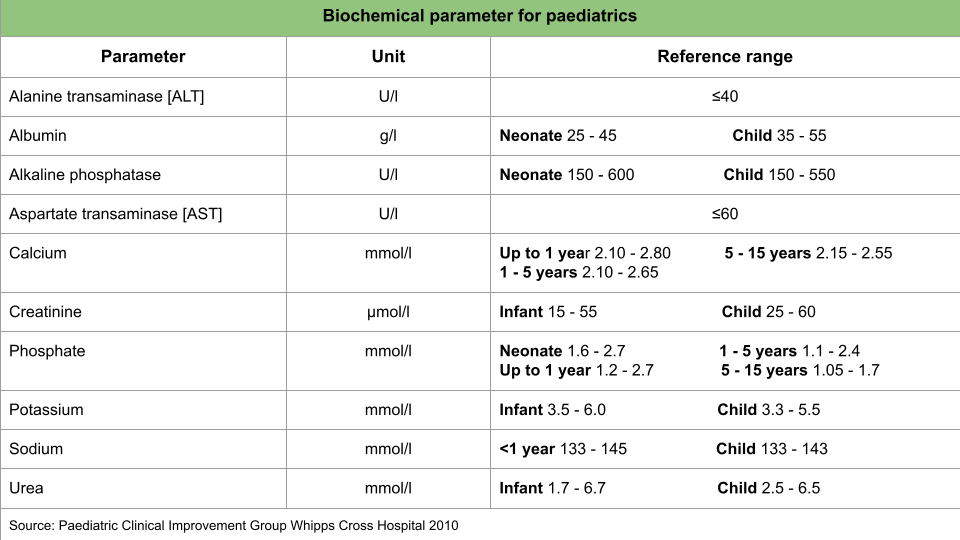 Biochemical parameter for paediatrics
Parameter Unit Reference range
Alanine transaminase [ALT] U/l ≤40
Albumin g/l Neonate 25 - 45 Child 35 - 55
Alkaline phosphatase U/l Neonate 150 - 600 Child 150 - 550
Aspartate transaminase [AST] U/l ≤60
Calcium mmol/l Up to 1 year 2.10 - 2.80 5 - 15 years 2.15 - 2.55
1 - 5 years 2.10 - 2.65
Creatinine µmol/l Infant 15 - 55 Child 25 - 60
Phosphate mmol/l Neonate 1.6 - 2.7 1 - 5 years 1.1 - 2.4
Up to 1 year 1.2 - 2.7 5 - 15 years 1.05 - 1.7
Potassium mmol/l Infant 3.5 - 6.0 Child 3.3 - 5.5
Sodium mmol/l <1 year 133 - 145 Child 133 - 143
Urea mmol/l Infant 1.7 - 6.7 Child 2.5 - 6.5
Source: Paediatric Clinical Improvement Group Whipps Cross Hospital 2010